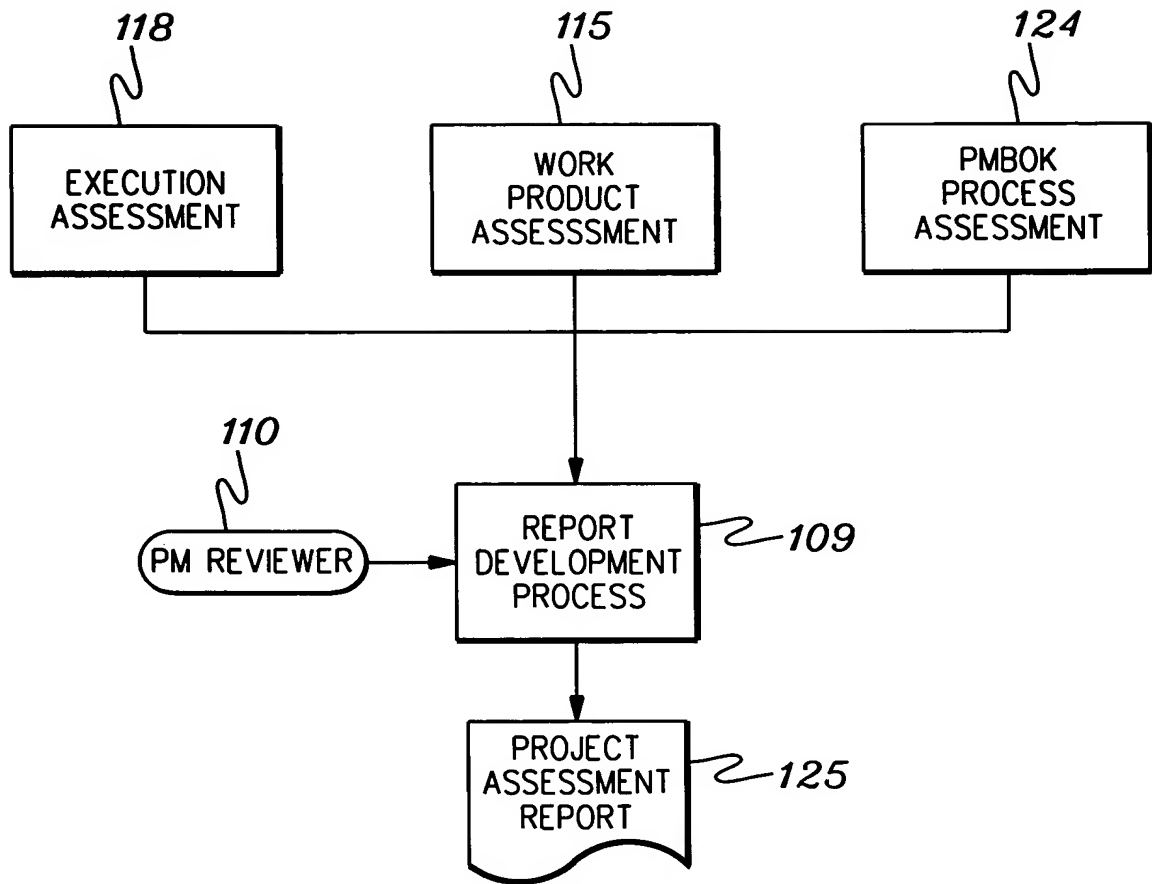 118
115
124
EXECUTION
ASSESSMENT
WORK
PRODUCT
ASSESSSMENT
PMBOK
PROCESS
ASSESSMENT
110
PM REVIEWER
REPORT
DEVELOPMENT
PROCESS
109
PROJECT
ASSESSMENT
REPORT
125